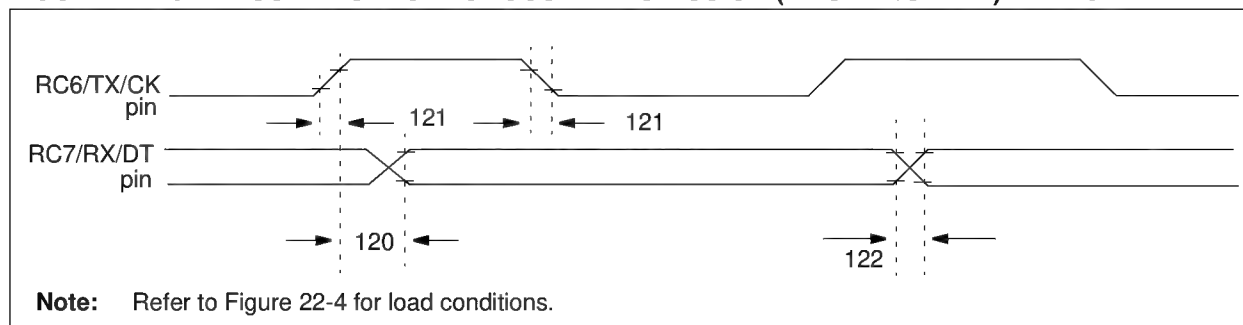 RC6/TX/CK
pin
121
121
RC7/RX/DT
pin
120
122
Note: Refer to Figure 22-4 for load conditions.